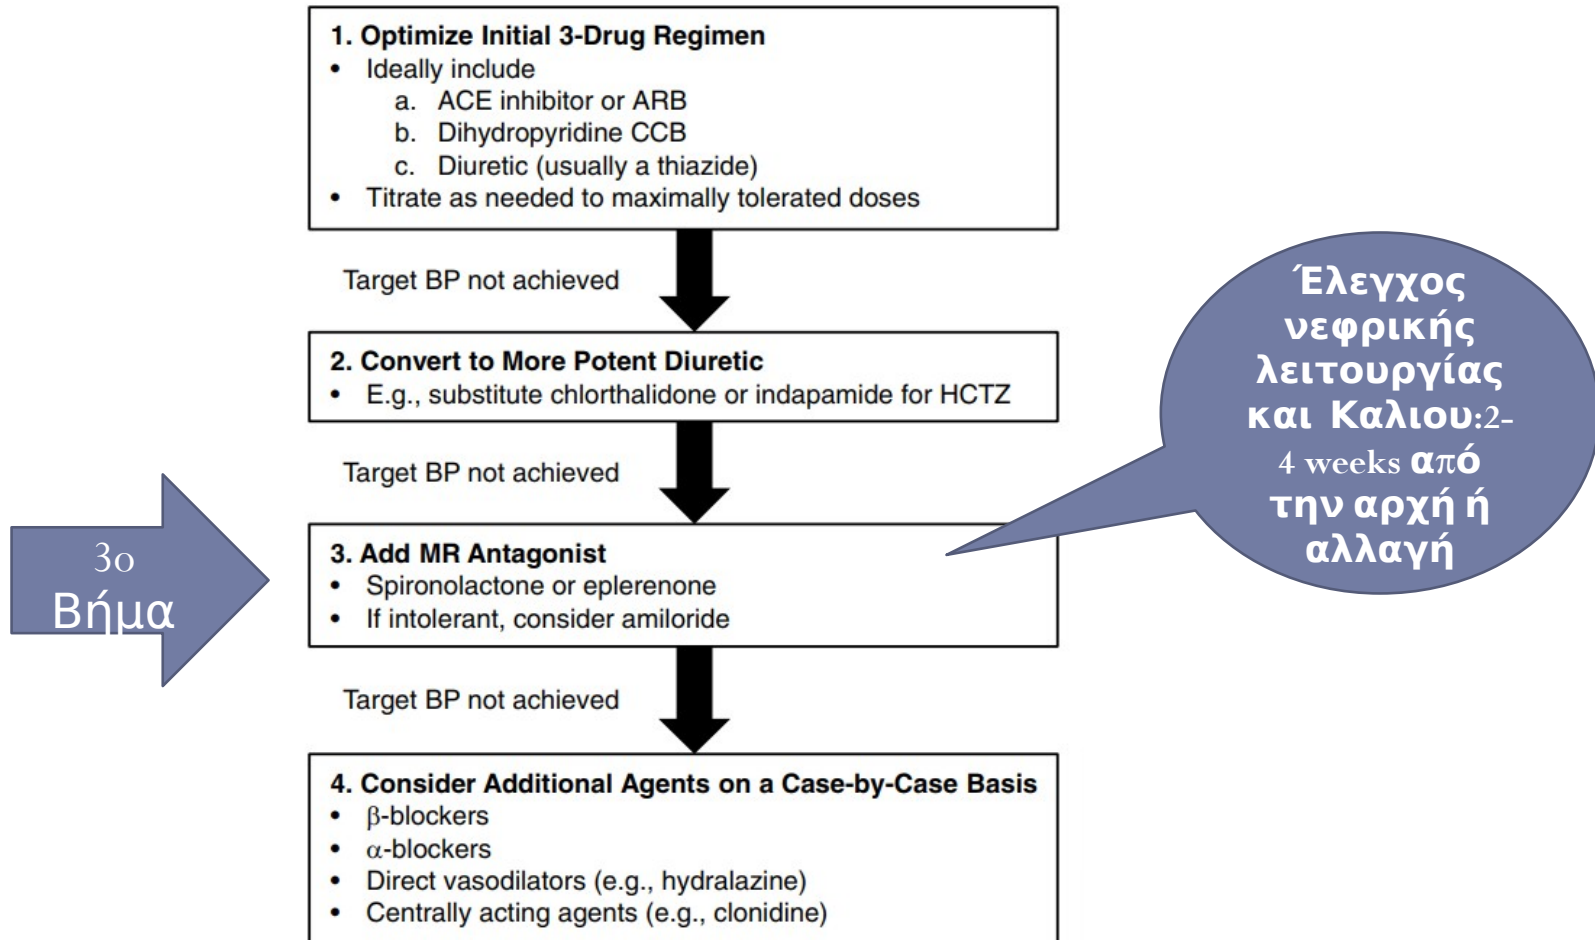 1. Optimize Initial 3-Drug Regimen
• Ideally include
a. ACE inhibitor or ARB
b. Dihydropyridine CCB
c. Diuretic (usually a thiazide)
• Titrate as needed to maximally tolerated doses
Target BP not achieved
2. Convert to More Potent Diuretic
• E.g., substitute chlorthalidone or indapamide for HCTZ
Target BP not achieved
3. Add MR Antagonist
• Spironolactone or eplerenone
• If intolerant, consider amiloride
Target BP not achieved
4. Consider Additional Agents on a Case-by-Case Basis
• β-blockers
• α-blockers
• Direct vasodilators (e.g., hydralazine)
• Centrally acting agents (e.g., clonidine)
3ο
Βήμα
Έλεγχος
νεφρικής
λειτουργίας
και Καλιου:2-
4 weeks από
την αρχή ή
αλλαγή